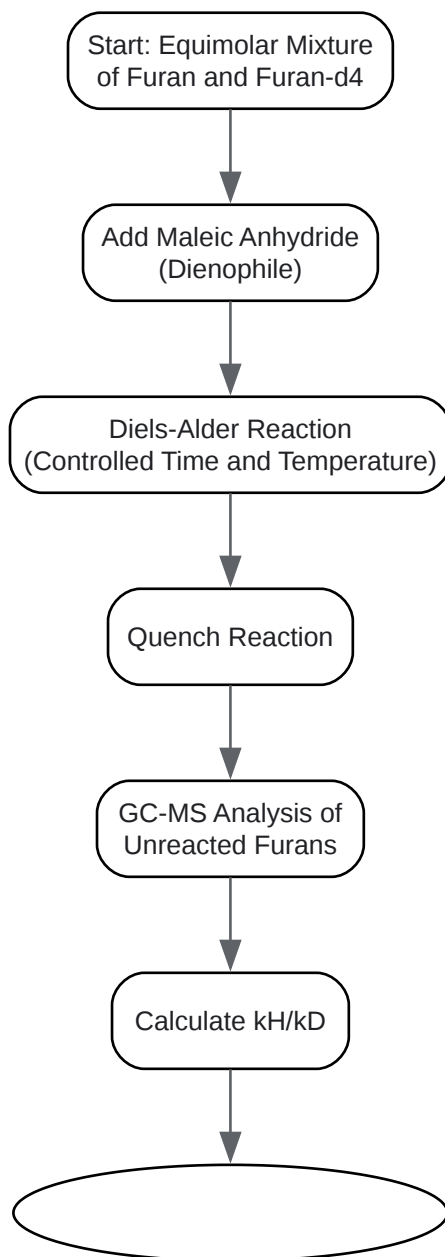 Start: Equimolar Mixture
of Furan and Furan-d4
Add Maleic Anhydride
(Dienophile)
Diels-Alder Reaction
(Controlled Time and Temperature)
Quench Reaction
GC-MS Analysis of
Unreacted Furans
Calculate kH/kD